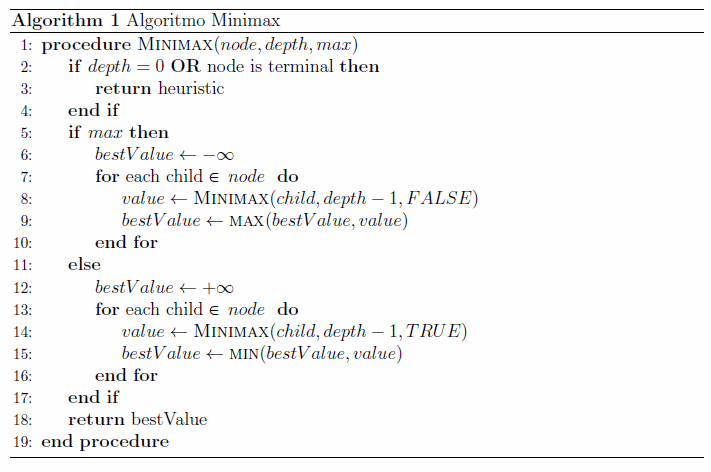 Algorithm 1 Algoritmo Minimax
1: procedure MINIMAX(node, depth, max)
2: if depth = 0 OR node is terminal then
3: return heuristic
4: end if
5: if max then
6: bestValue ← −∞
7: for each child ∈ node do
8: value ← MINIMAX(child, depth − 1, FALSE)
9: bestValue ← MAX(bestValue, value)
10: end for
11: else
12: bestValue ← +∞
13: for each child ∈ node do
14: value ← MINIMAX(child, depth − 1, TRUE)
15: bestValue ← MIN(bestValue, value)
16: end for
17: end if
18: return bestValue
19: end procedure